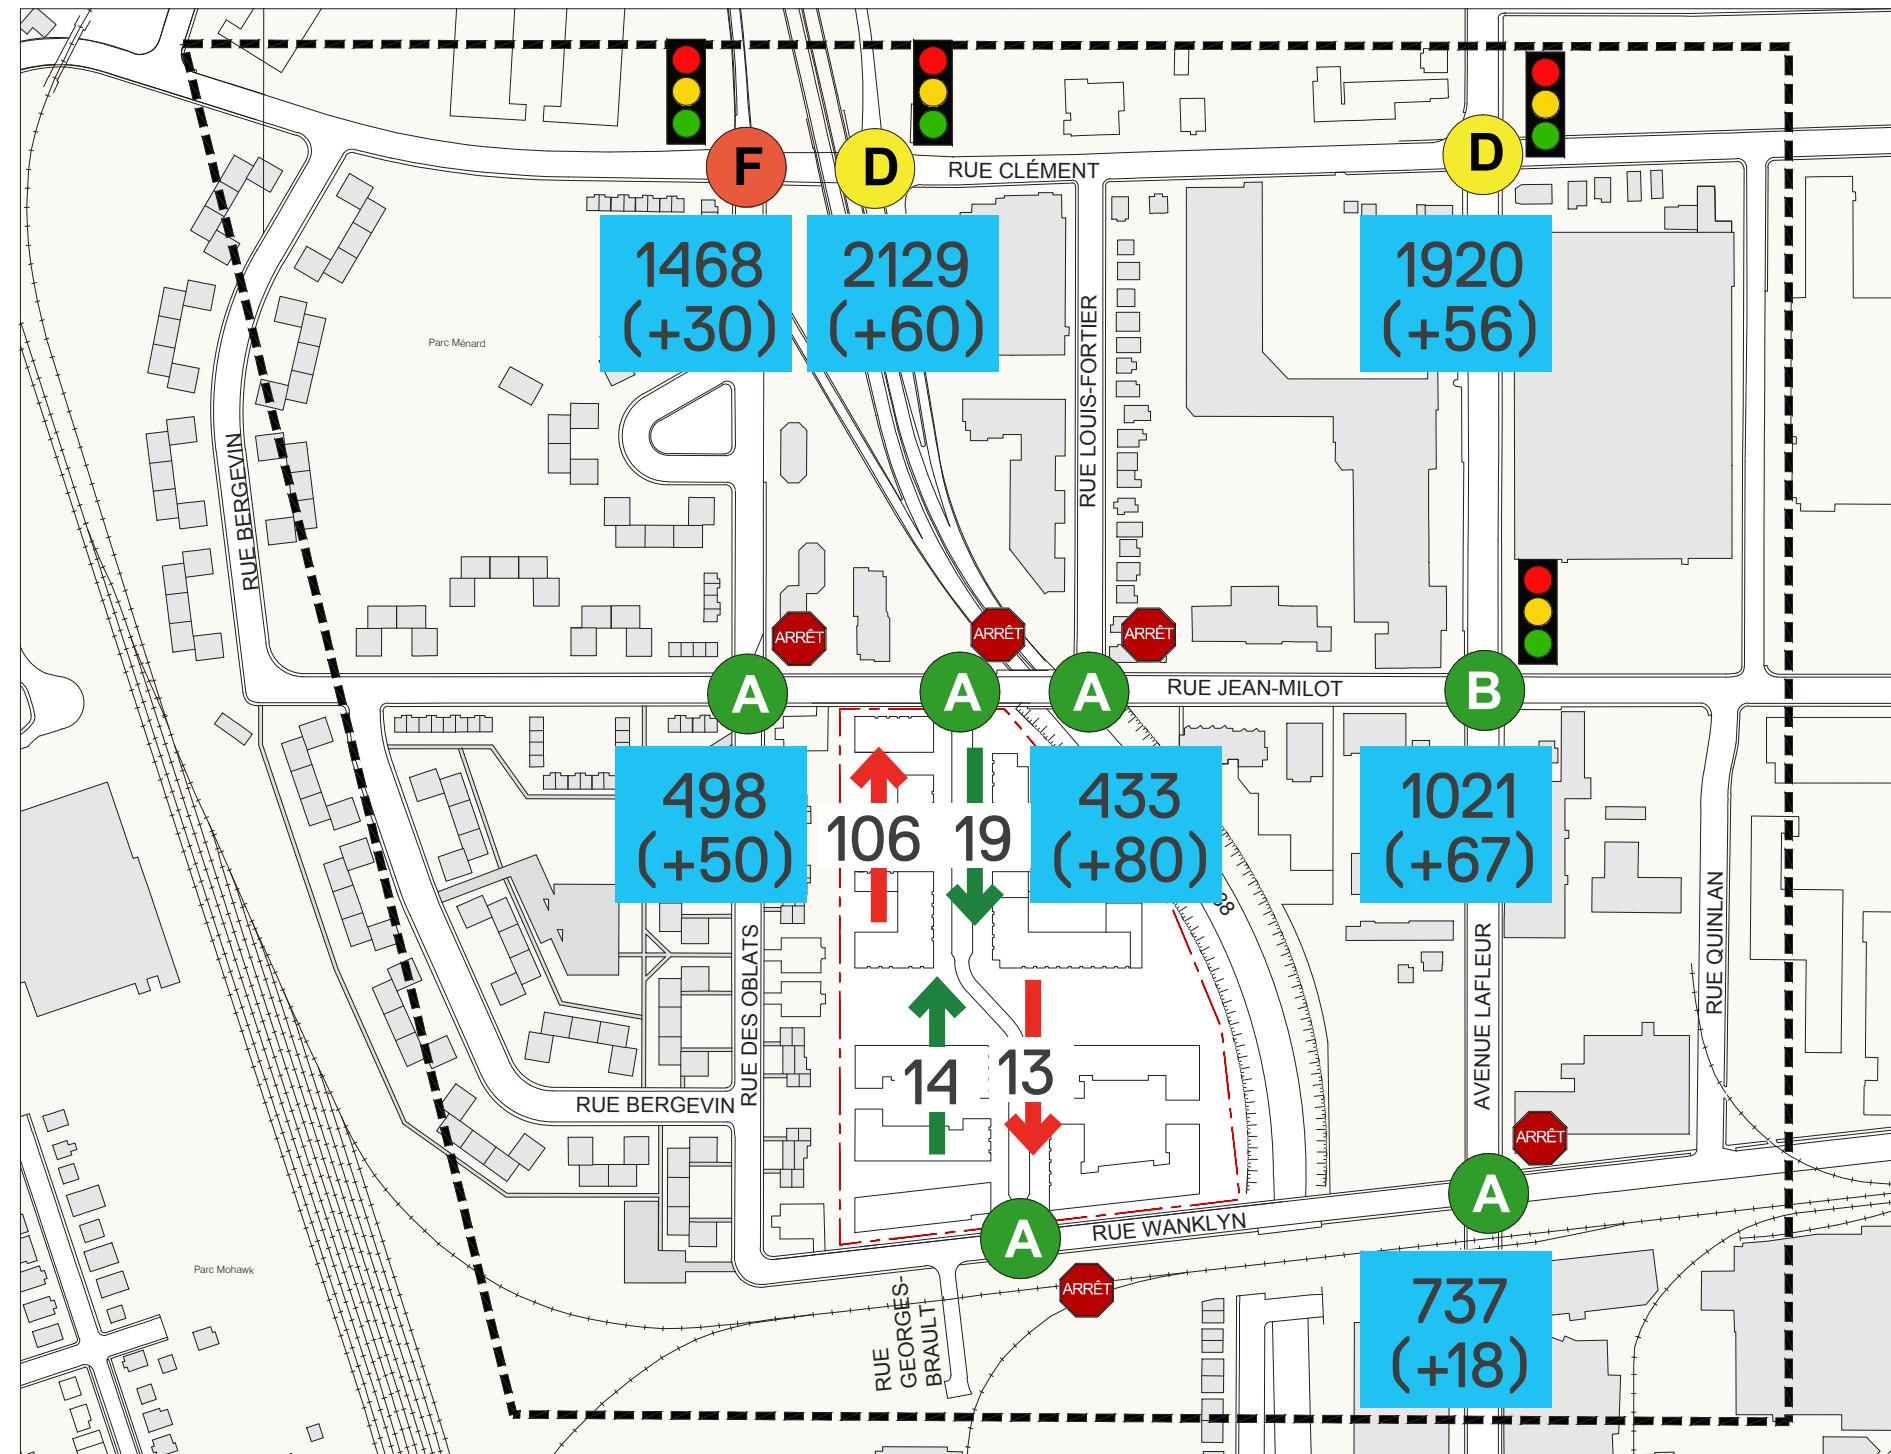 F
D
D
RUE CLÉMENT
1468
(+30)
2129
(+60)
1920
(+56)
Parc Ménard
RUE LOUIS-FORTIER
RUE BERGEVIN
ARRÊT
ARRÊT
ARRÊT
A
A
A
RUE JEAN-MILOT
B
498
(+50)
106
19
433
(+80)
1021
(+67)
RUE DES OBLATS
AVENUE LAFLEUR
RUE QUINLAN
14
13
RUE BERGEVIN
ARRÊT
A
A
RUE WANKLYN
Parc Mohawk
ARRÊT
RUE
GEORGES-
BRAULT
737
(+18)